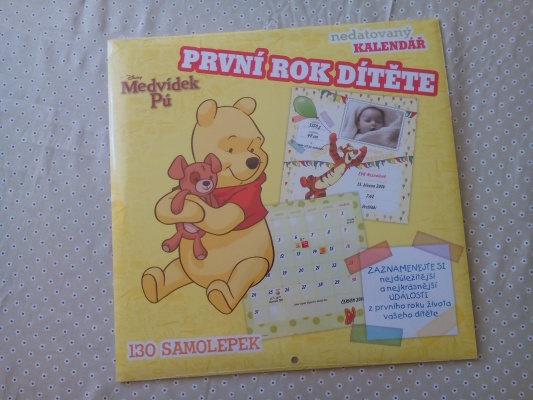 nedatovaný
KALENDÁŘ
PRVNÍ ROK DÍTĚTE
Disney
Medvídek
Pú
ZAZNAMENEJTE SI
nejdůležitější
a nejkrásnější
UDÁLOSTI
z prvního roku života
vašeho dítěte
130 SAMOLEPEK